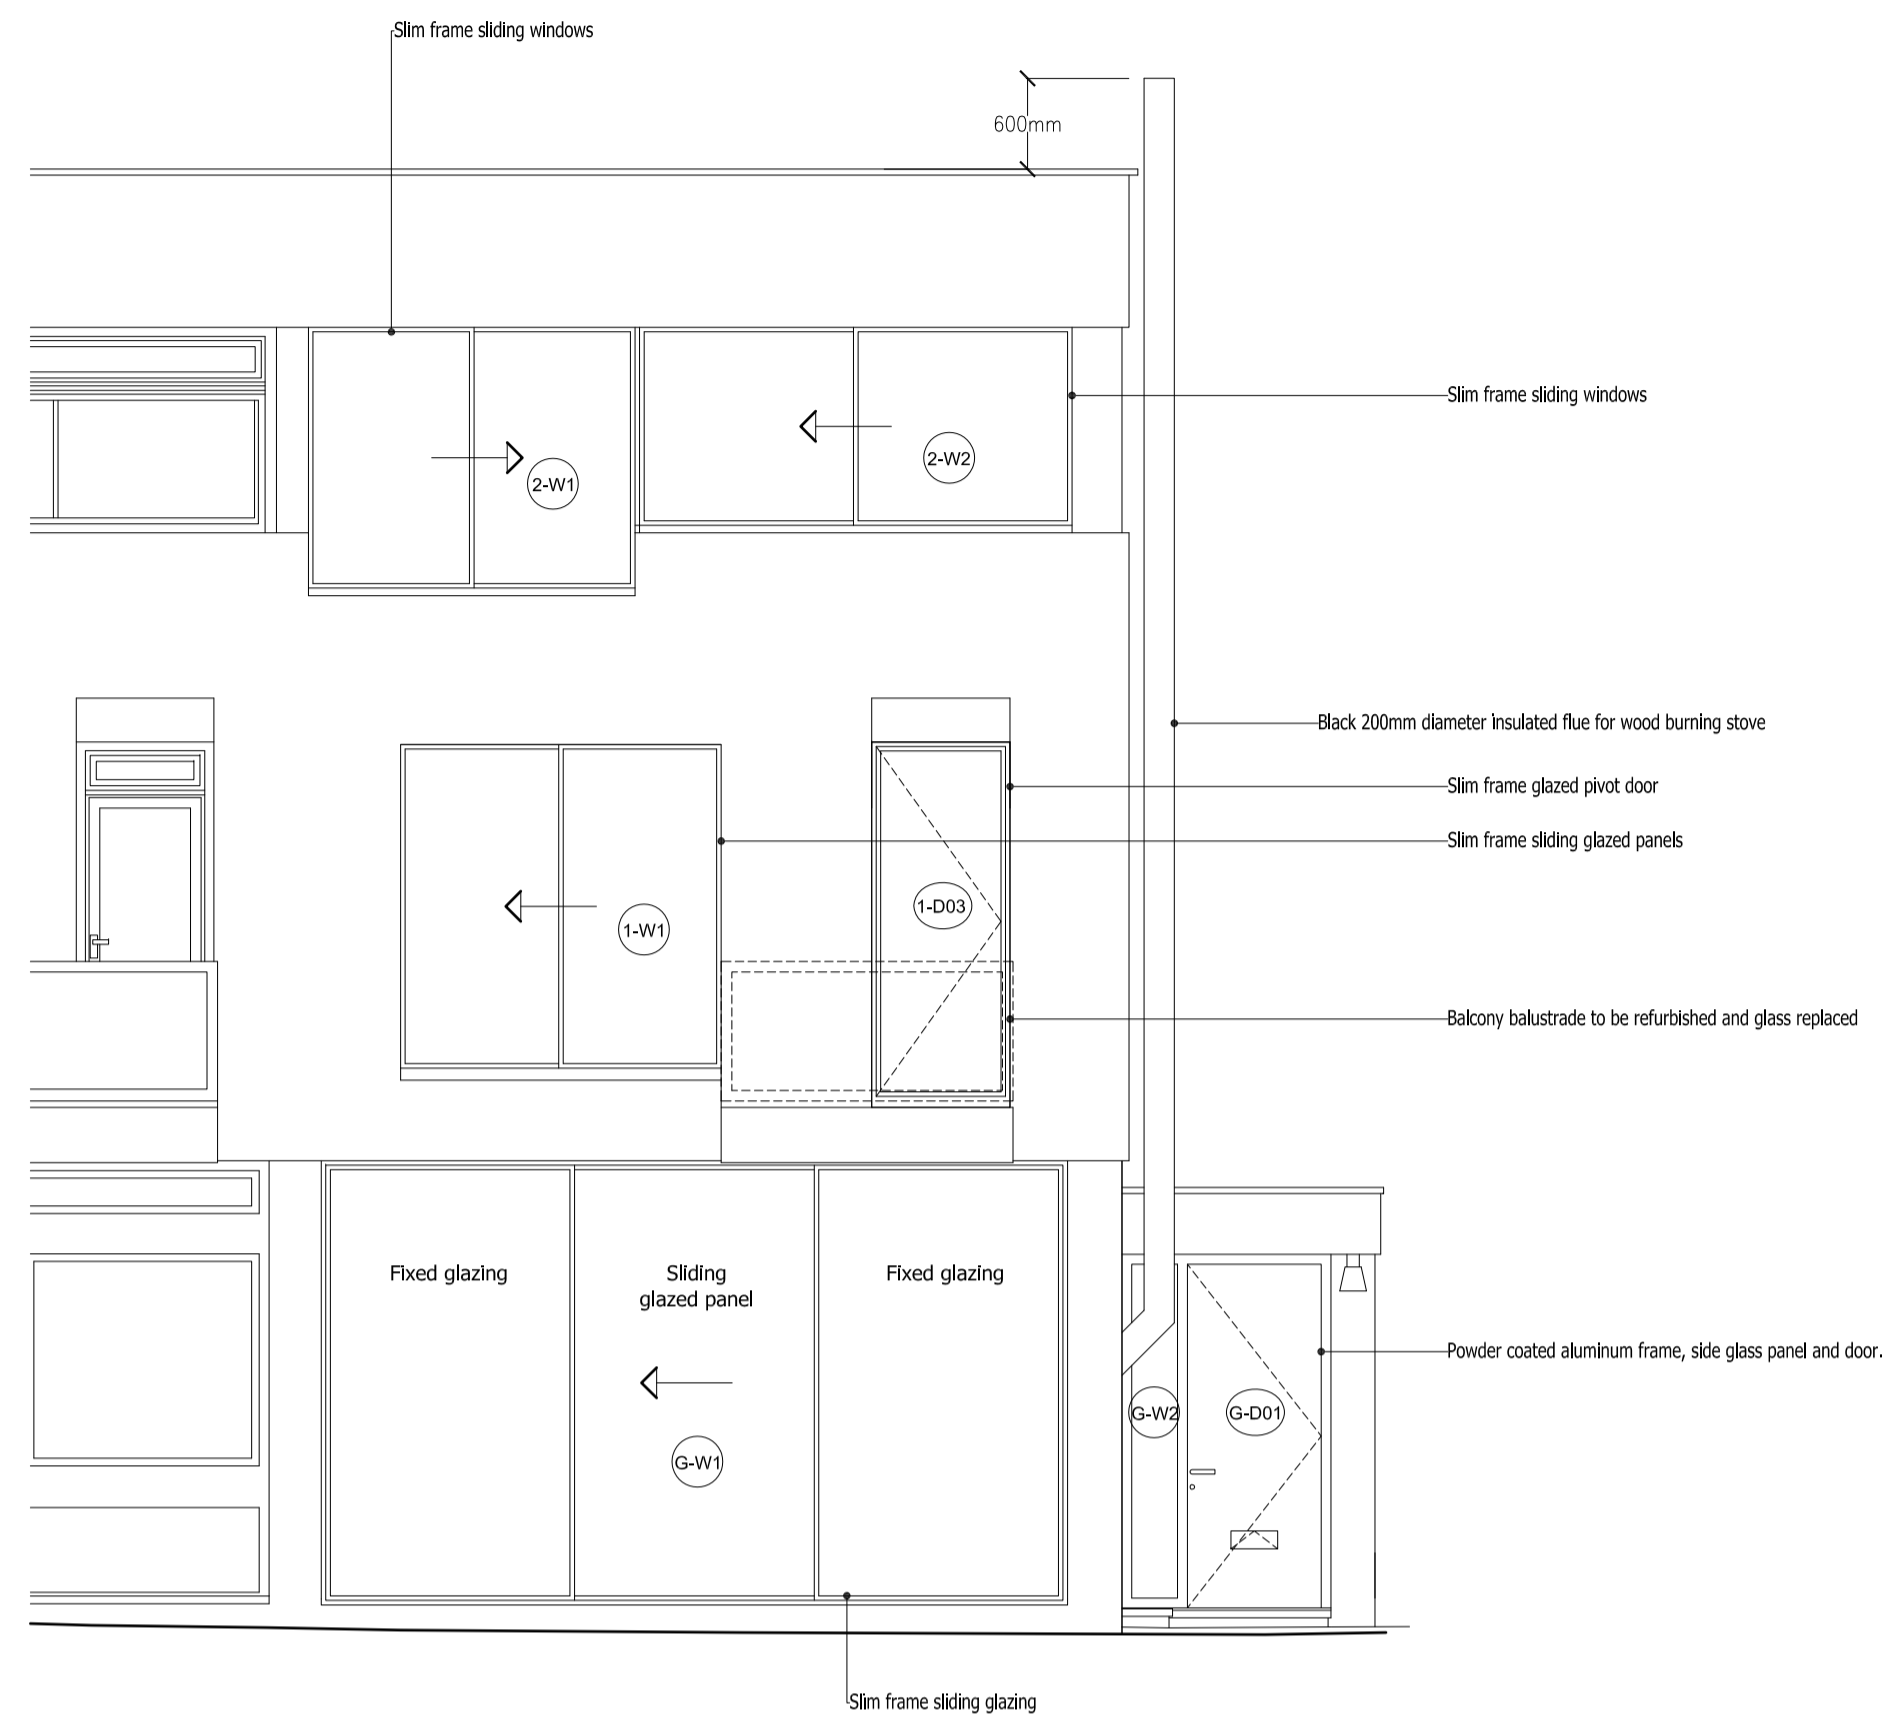 Slim frame sliding windows
600mm
Slim frame sliding windows
2-W1
2-W2
Black 200mm diameter insulated flue for wood burning stove
Slim frame glazed pivot door
Slim frame sliding glazed panels
1-W1
1-D03
Balcony balustrade to be refurbished and glass replaced
Fixed glazing
Sliding
glazed panel
Fixed glazing
Powder coated aluminum frame, side glass panel and door.
G-W1
G-W2
G-D01
Slim frame sliding glazing